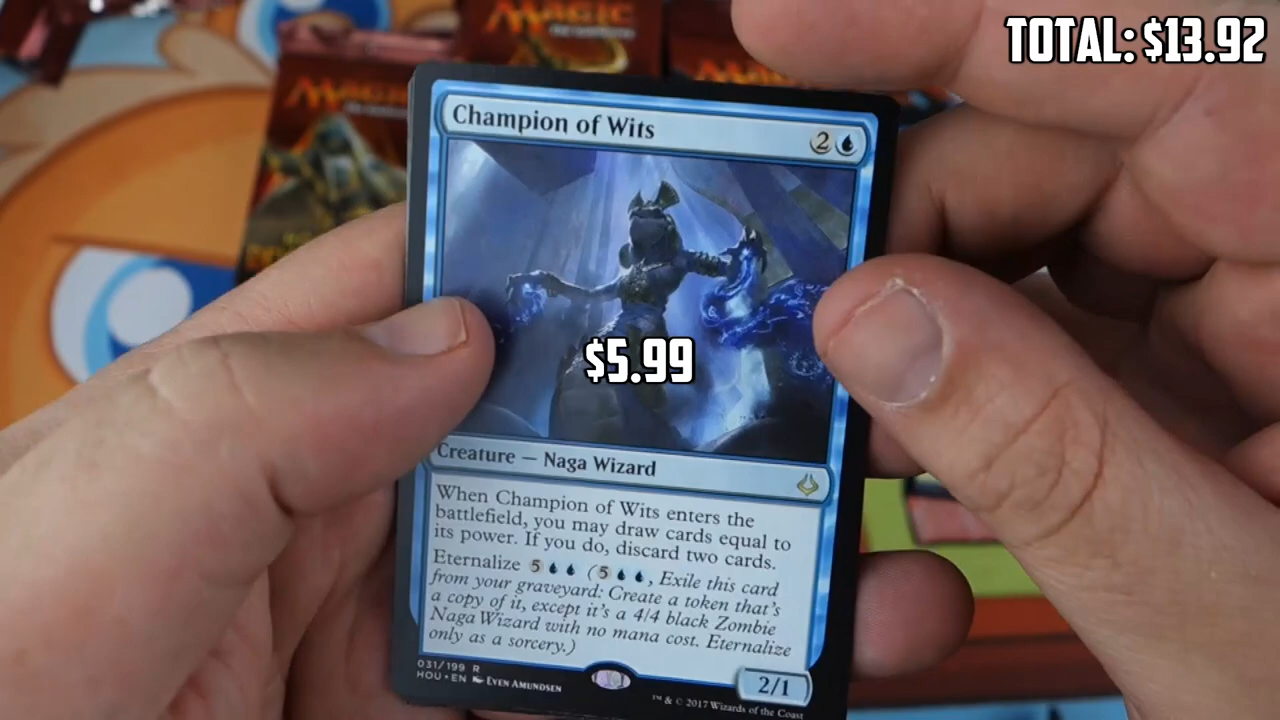 TOTAL: $13.92
MAGIC
MAGIC
Champion of Wits
2
$5.99
Creature — Naga Wizard
When Champion of Wits enters the
battlefield, you may draw cards equal to
its power. If you do, discard two cards.
Eternalize 5 (5, Exile this card
from your graveyard: Create a token that's
a copy of it, except it's a 4/4 black Zombie
Naga Wizard with no mana cost. Eternalize
only as a sorcery.)
031/199 R
HOU • EN Even Amundsen
2/1
™ & © 2017 Wizards of the Coast